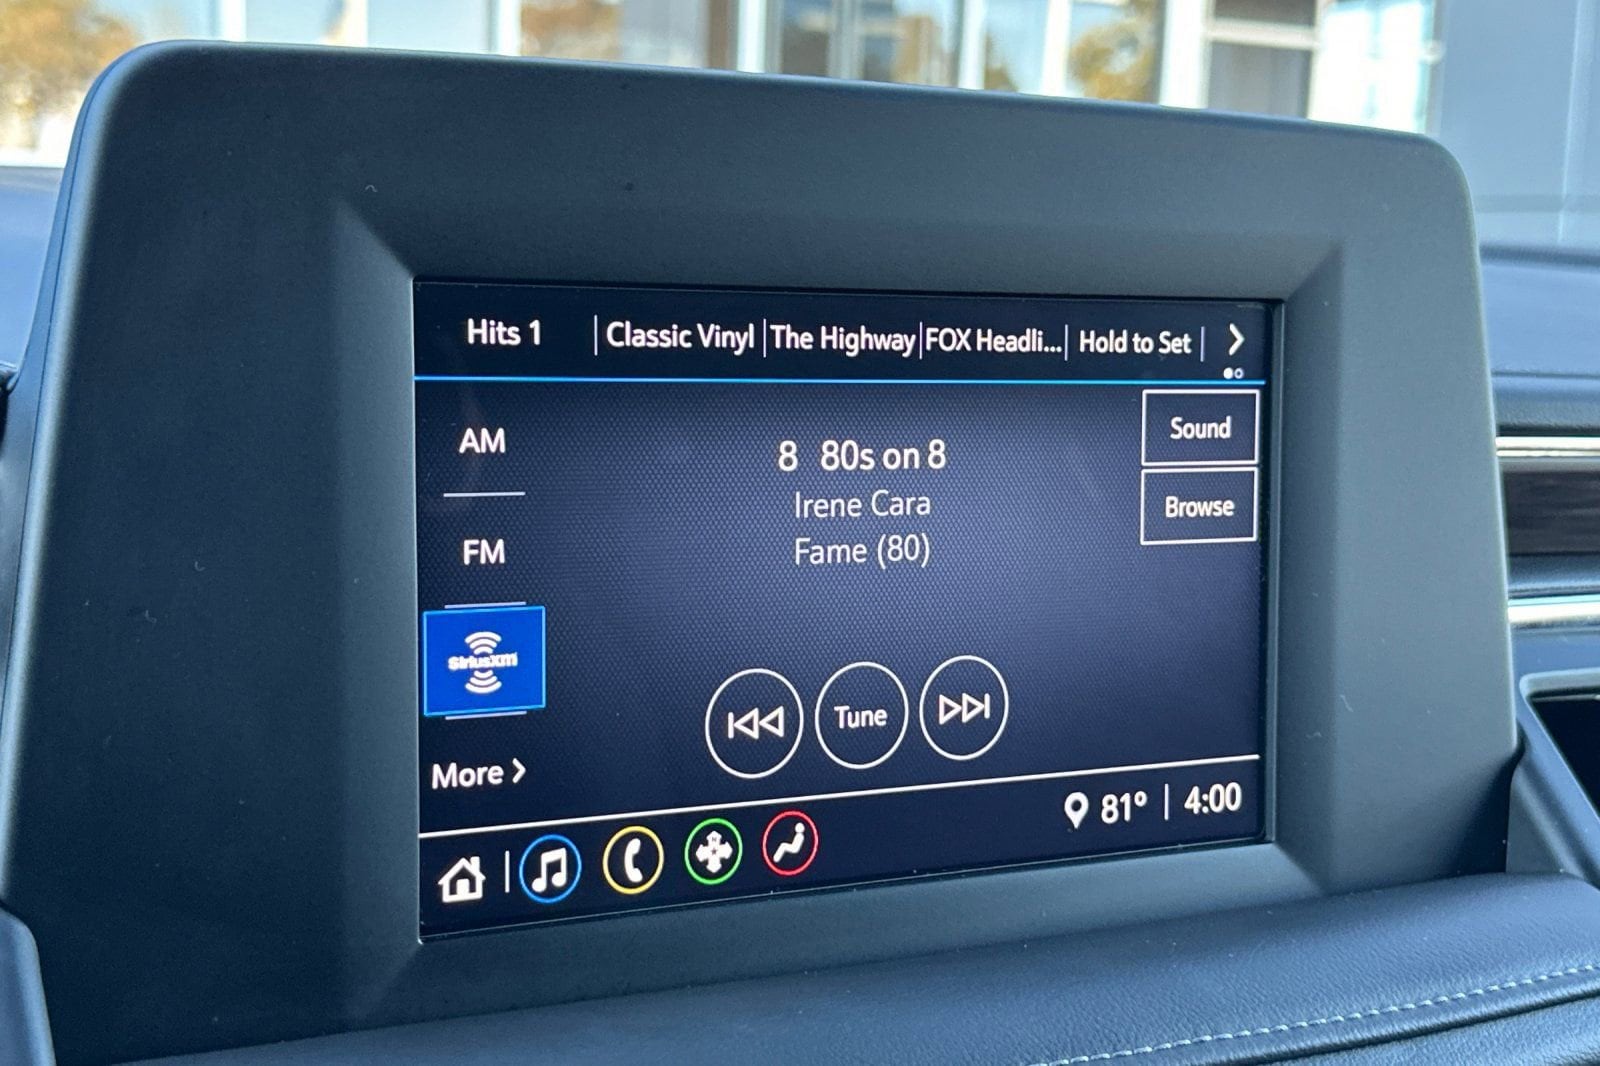 Hits 1 | Classic Vinyl | The Highway | FOX Headli... | Hold to Set |
AM
FM
SiriusXM
More
8 80s on 8
Irene Cara
Fame (80)
Sound
Browse
Tune
81° | 4:00